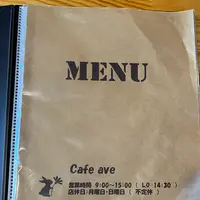 MENU
Cafe ave
営業時間 9:00~15:00 ( LO 14:30 )
店休日:月曜日・日曜日 ( 不定休 )